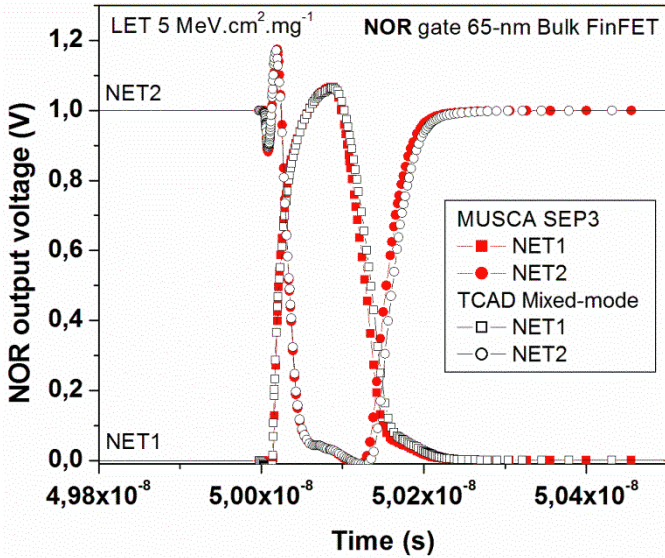 LET 5 MeV.cm².mg⁻¹
NOR gate 65-nm Bulk FinFET
1,2
NET2
1,0
0,8
0,6
0,4
0,2
NET1
0,0
NOR output voltage (V)
MUSCA SEP3
NET1
NET2
TCAD Mixed-mode
NET1
NET2
4,98x10⁻⁸
5,00x10⁻⁸
5,02x10⁻⁸
5,04x10⁻⁸
Time (s)